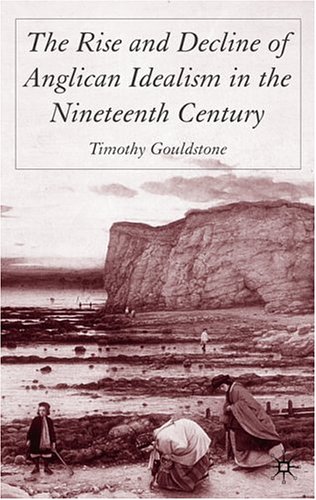 The Rise and Decline of
Anglican Idealism in the
Nineteenth Century
Timothy Gouldstone